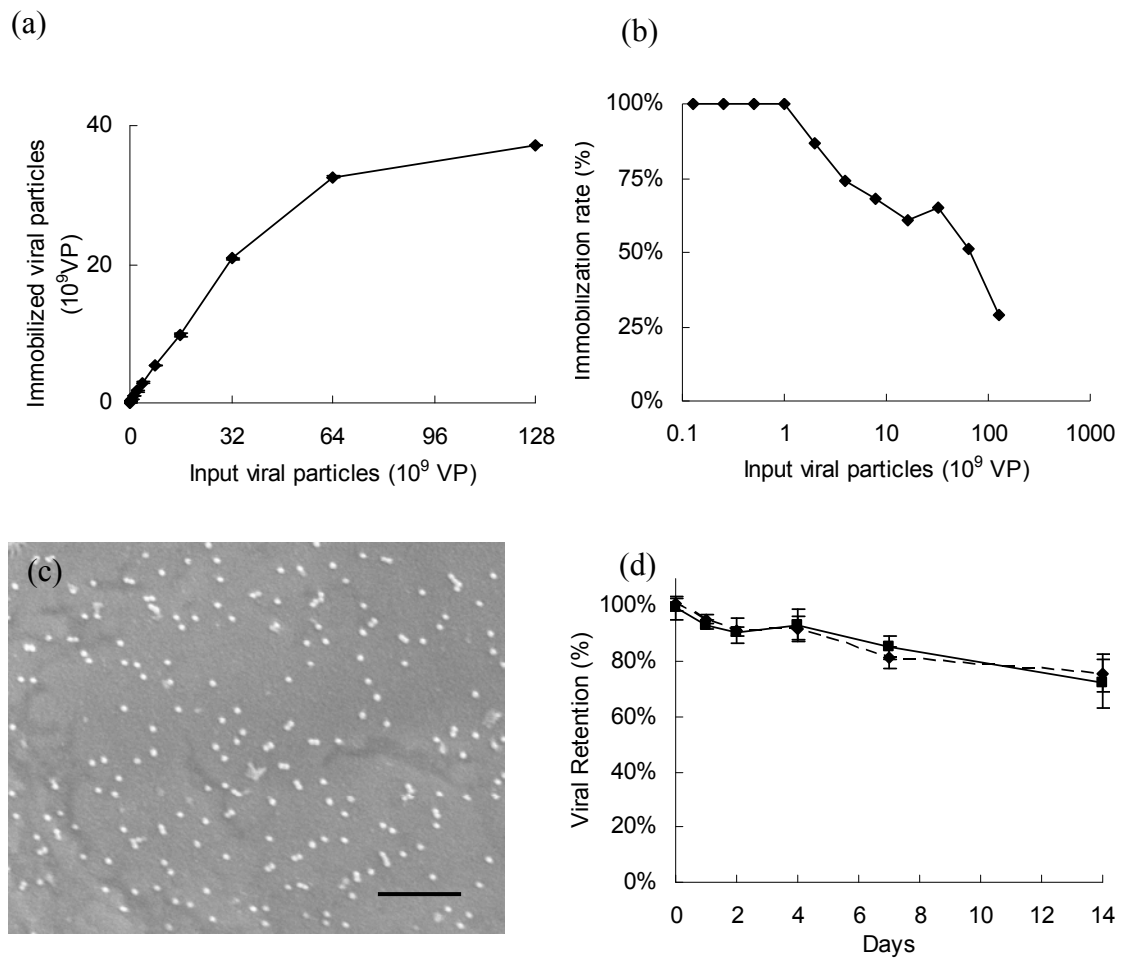 (a)
40
20
0
Immobilized viral particles
(10⁹VP)
0 32 64 96 128
Input viral particles (10⁹ VP)
(b)
100%
75%
50%
25%
0%
Immobilization rate (%)
0.1 1 10 100 1000
Input viral particles (10⁹ VP)
(c)
(d)
100%
80%
60%
40%
20%
0%
Viral Retention (%)
0 2 4 6 8 10 12 14
Days